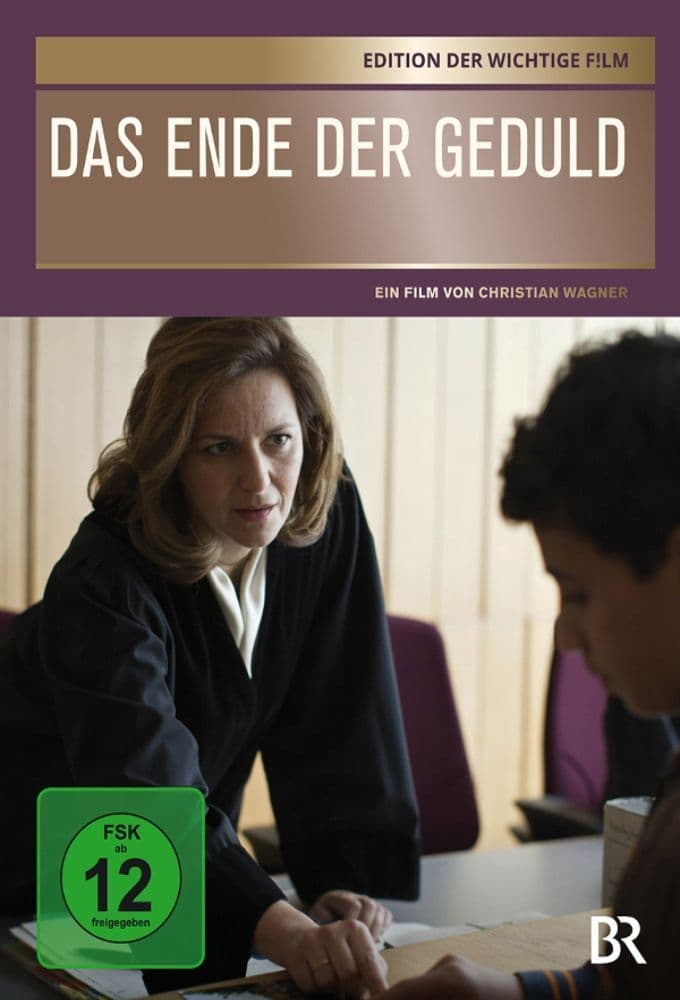 EDITION DER WICHTIGE F!LM
DAS ENDE DER GEDULD
EIN FILM VON CHRISTIAN WAGNER
FSK
ab
12
freigegeben
BR